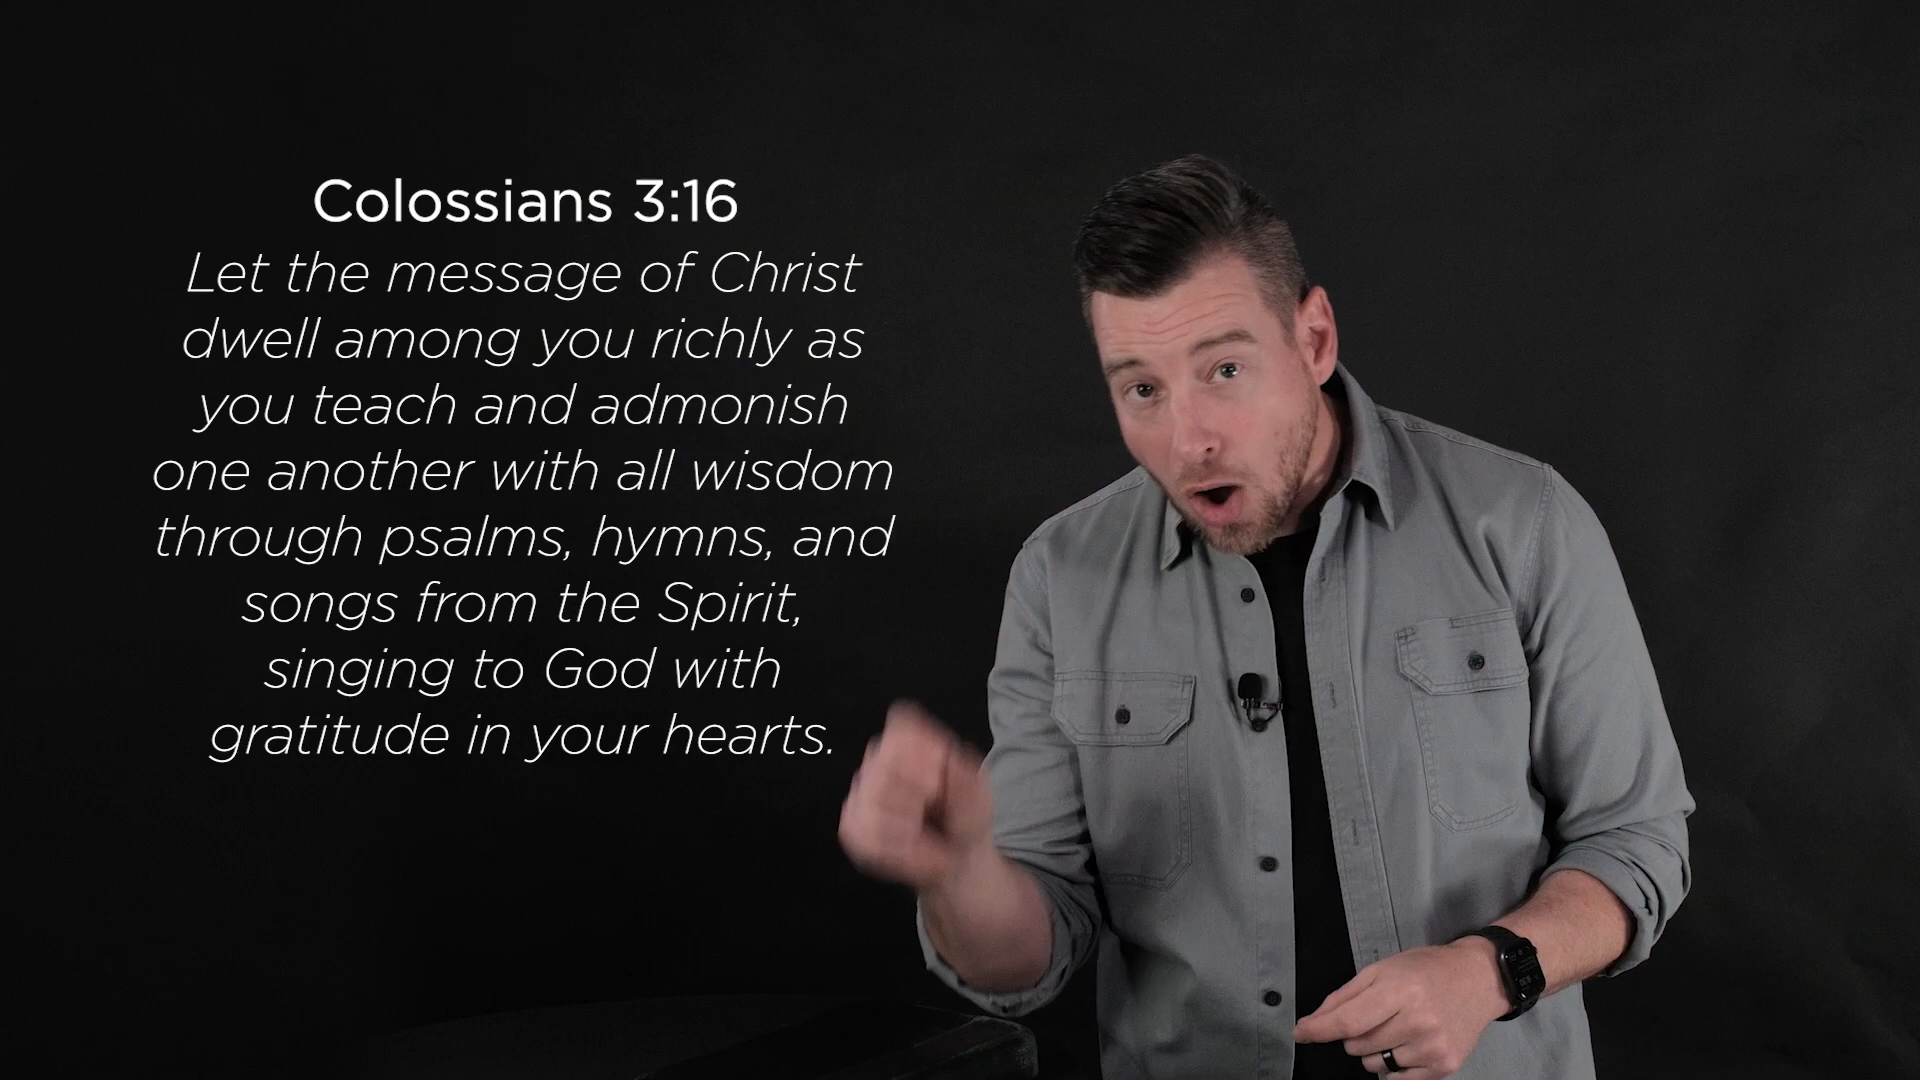 Colossians 3:16
Let the message of Christ
dwell among you richly as
you teach and admonish
one another with all wisdom
through psalms, hymns, and
songs from the Spirit,
singing to God with
gratitude in your hearts.